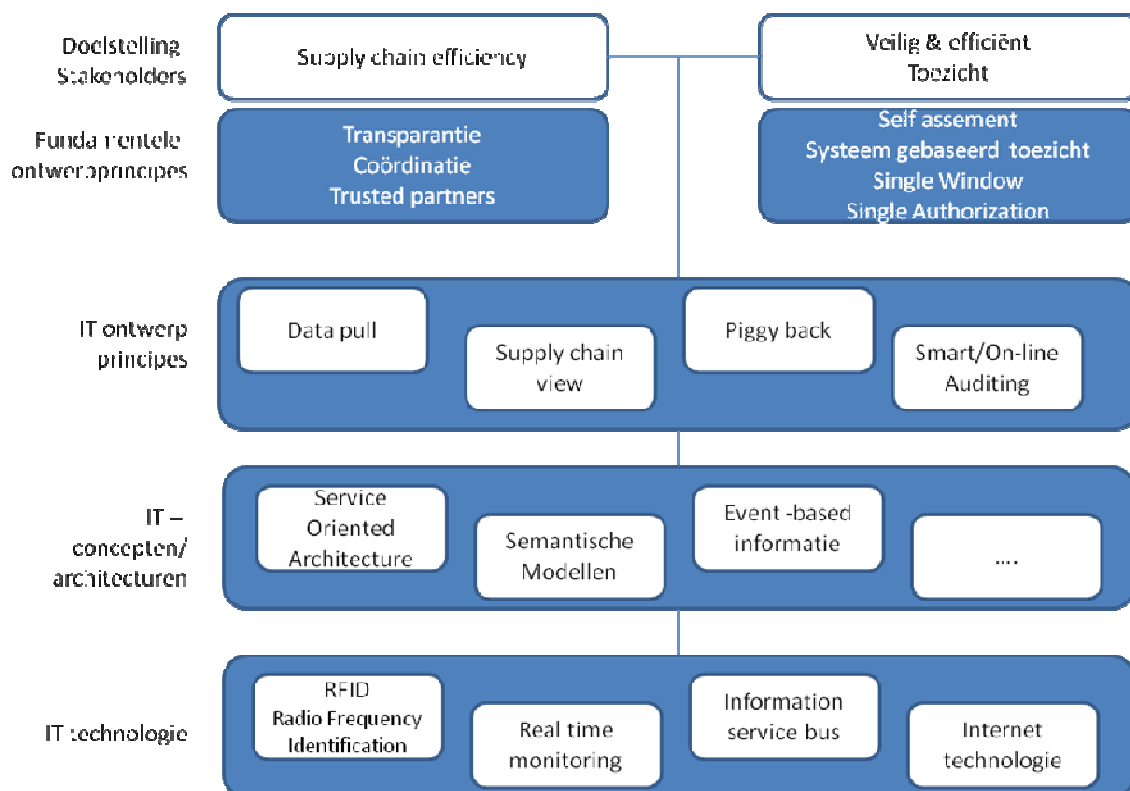 Doelstelling
Stakeholders
Supply chain efficiency
Veilig & efficiënt
Toezicht
Fundamentele
ontwerpprincipes
Transparantie
Coördinatie
Trusted partners
Self assement
Systeem gebaseerd toezicht
Single Window
Single Authorization
IT ontwerp
principes
Data pull
Supply chain
view
Piggy back
Smart/On-line
Auditing
IT –
concepten/
architecturen
Service
Oriented
Architecture
Semantische
Modellen
Event -based
informatie
....
IT technologie
RFID
Radio Frequency
Identification
Real time
monitoring
Information
service bus
Internet
technologie